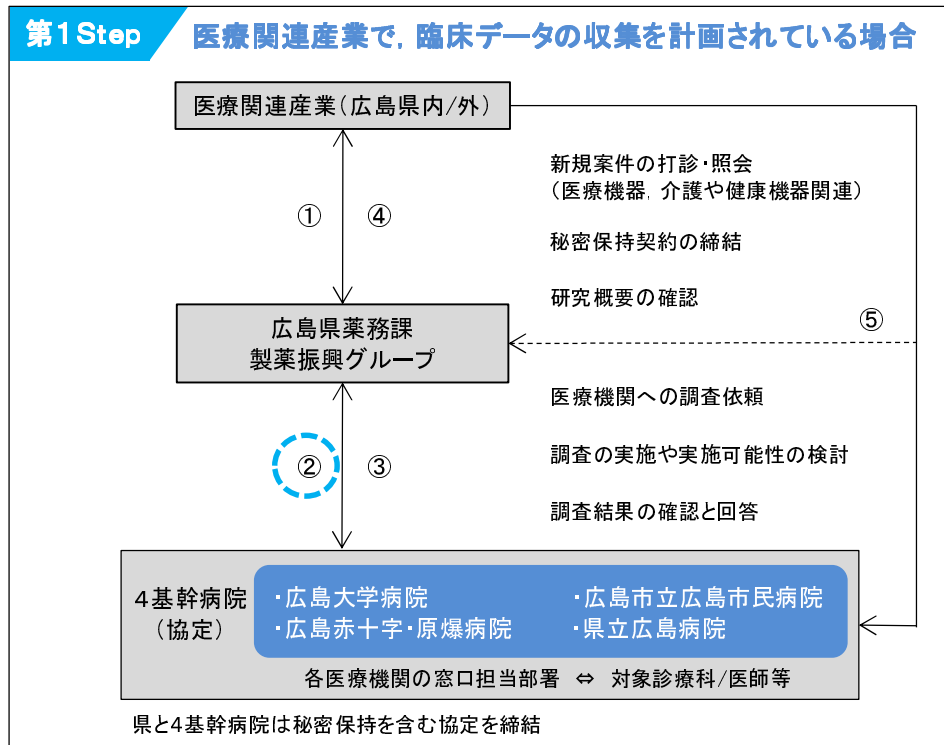 第1Step
医療関連産業で,臨床データの収集を計画されている場合
医療関連産業(広島県内/外)
新規案件の打診・照会
(医療機器,介護や健康機器関連)
① ④
秘密保持契約の締結
研究概要の確認
⑤
広島県薬務課
製薬振興グループ
医療機関への調査依頼
② ③
調査の実施や実施可能性の検討
調査結果の確認と回答
4基幹病院
(協定)
・広島大学病院 ・広島市立広島市民病院
・広島赤十字・原爆病院 ・県立広島病院
各医療機関の窓口担当部署 ⇔ 対象診療科/医師等
県と4基幹病院は秘密保持を含む協定を締結